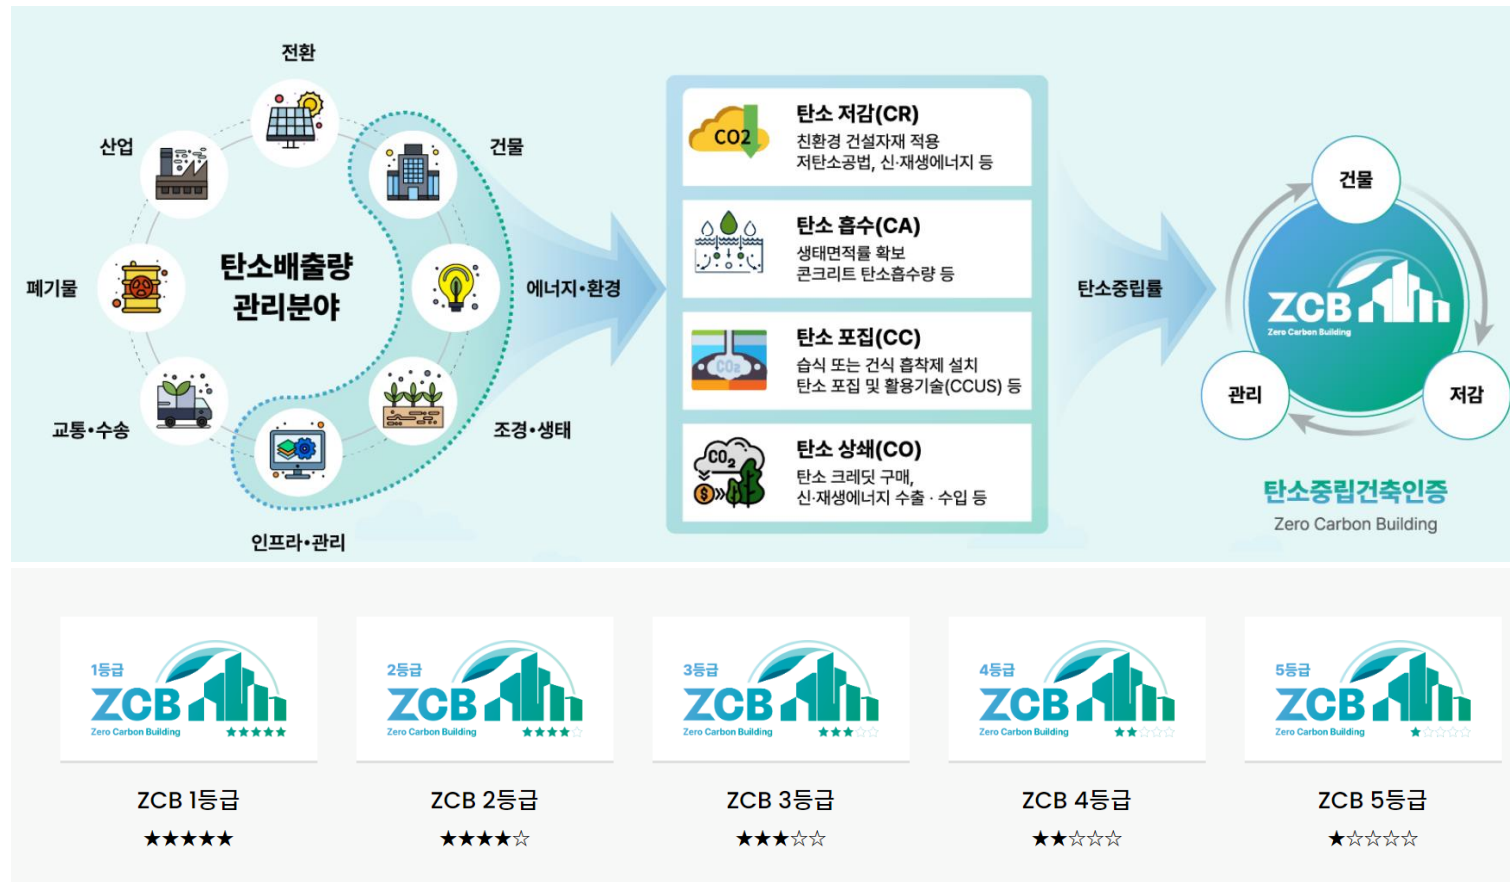 전환
산업
건물
폐기물
탄소배출량
관리분야
에너지•환경
교통•수송
조경•생태
인프라•관리
CO2
탄소 저감(CR)
친환경 건설자재 적용
저탄소공법, 신·재생에너지 등
탄소 흡수(CA)
생태면적률 확보
콘크리트 탄소흡수량 등
CO₂
탄소 포집(CC)
습식 또는 건식 흡착제 설치
탄소 포집 및 활용기술(CCUS) 등
CO₂
$
탄소 상쇄(CO)
탄소 크레딧 구매,
신·재생에너지 수출 · 수입 등
탄소중립률
건물
ZCB
Zero Carbon Building
관리
저감
탄소중립건축인증
Zero Carbon Building
1등급
ZCB
Zero Carbon Building
★★★★★
ZCB 1등급
★★★★★
2등급
ZCB
Zero Carbon Building
★★★★☆
ZCB 2등급
★★★★☆
3등급
ZCB
Zero Carbon Building
★★★☆☆
ZCB 3등급
★★★☆☆
4등급
ZCB
Zero Carbon Building
★★☆☆☆
ZCB 4등급
★★☆☆☆
5등급
ZCB
Zero Carbon Building
★☆☆☆☆
ZCB 5등급
★☆☆☆☆